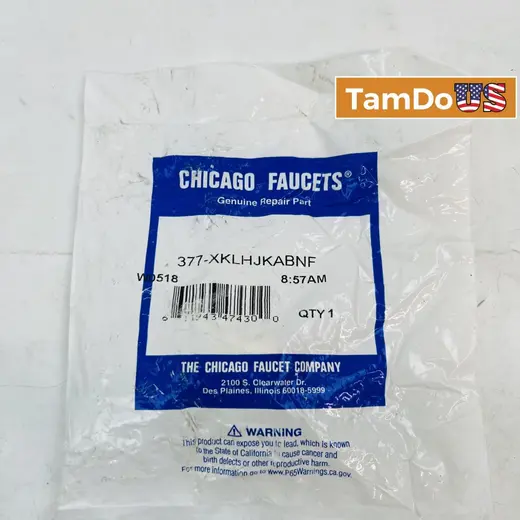 TamDoUS
CHICAGO FAUCETS®
Genuine Repair Part
377-XKLHJKABNF
W0518 8:57AM
QTY 1
THE CHICAGO FAUCET COMPANY
2100 S. Clearwater Dr.
Des Plaines, Illinois 60018-5999
⚠ WARNING
This product can expose you to lead, which is known
to the State of California to cause cancer and
birth defects or other reproductive harm.
For more information go to www.P65Warnings.ca.gov.